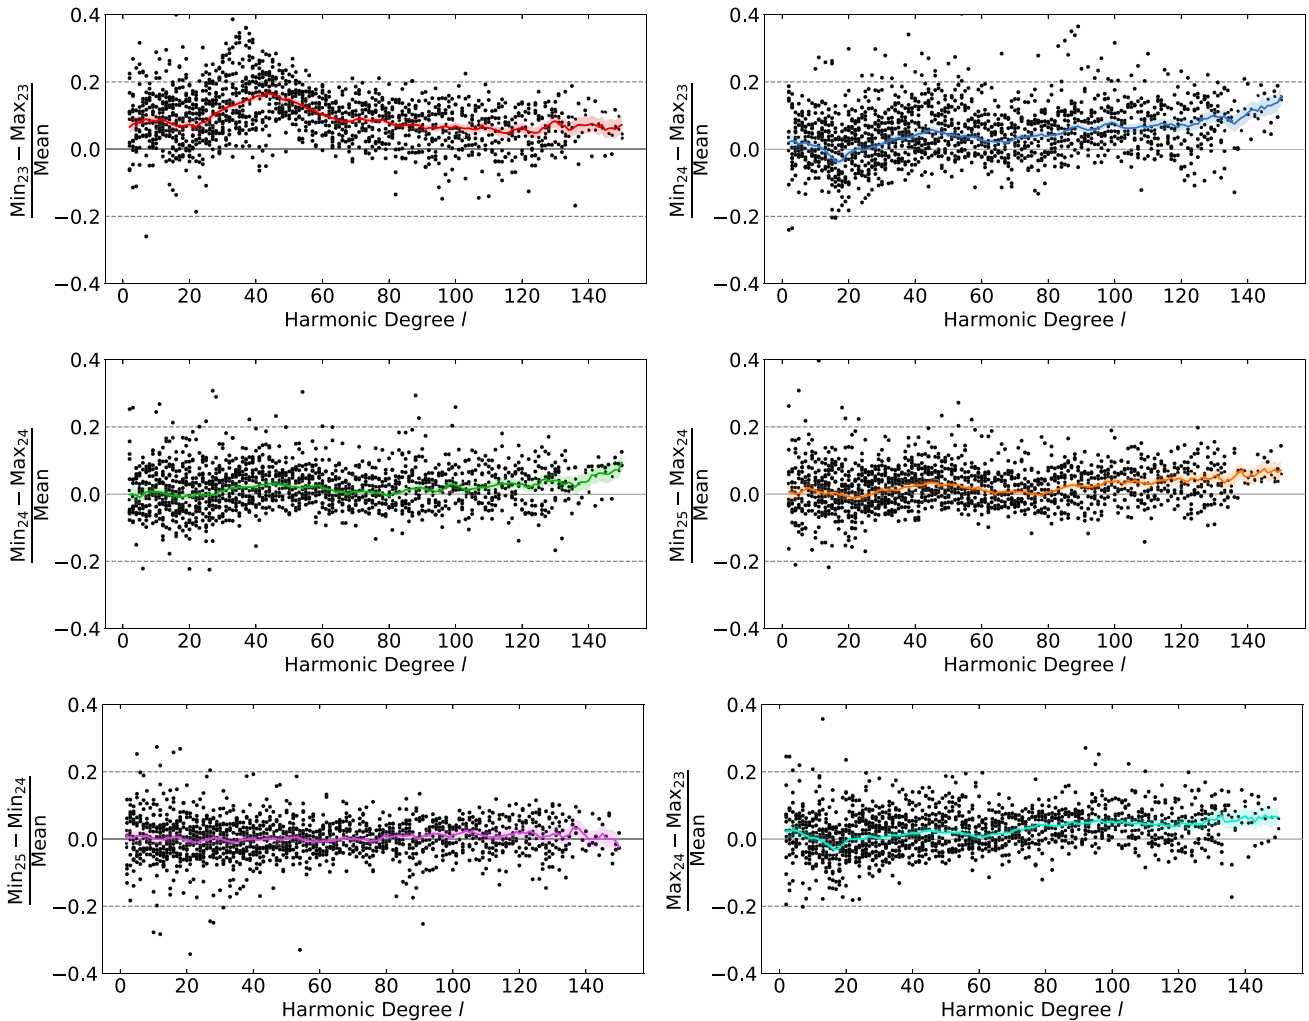 0.4
0.2
0.0
−0.2
−0.4
Min23 − Max23
Mean
0 20 40 60 80 100 120 140
Harmonic Degree l
0.4
0.2
0.0
−0.2
−0.4
Min24 − Max23
Mean
0 20 40 60 80 100 120 140
Harmonic Degree l
0.4
0.2
0.0
−0.2
−0.4
Min24 − Max24
Mean
0 20 40 60 80 100 120 140
Harmonic Degree l
0.4
0.2
0.0
−0.2
−0.4
Min25 − Max24
Mean
0 20 40 60 80 100 120 140
Harmonic Degree l
0.4
0.2
0.0
−0.2
−0.4
Min25 − Min24
Mean
0 20 40 60 80 100 120 140
Harmonic Degree l
0.4
0.2
0.0
−0.2
−0.4
Max24 − Max23
Mean
0 20 40 60 80 100 120 140
Harmonic Degree l